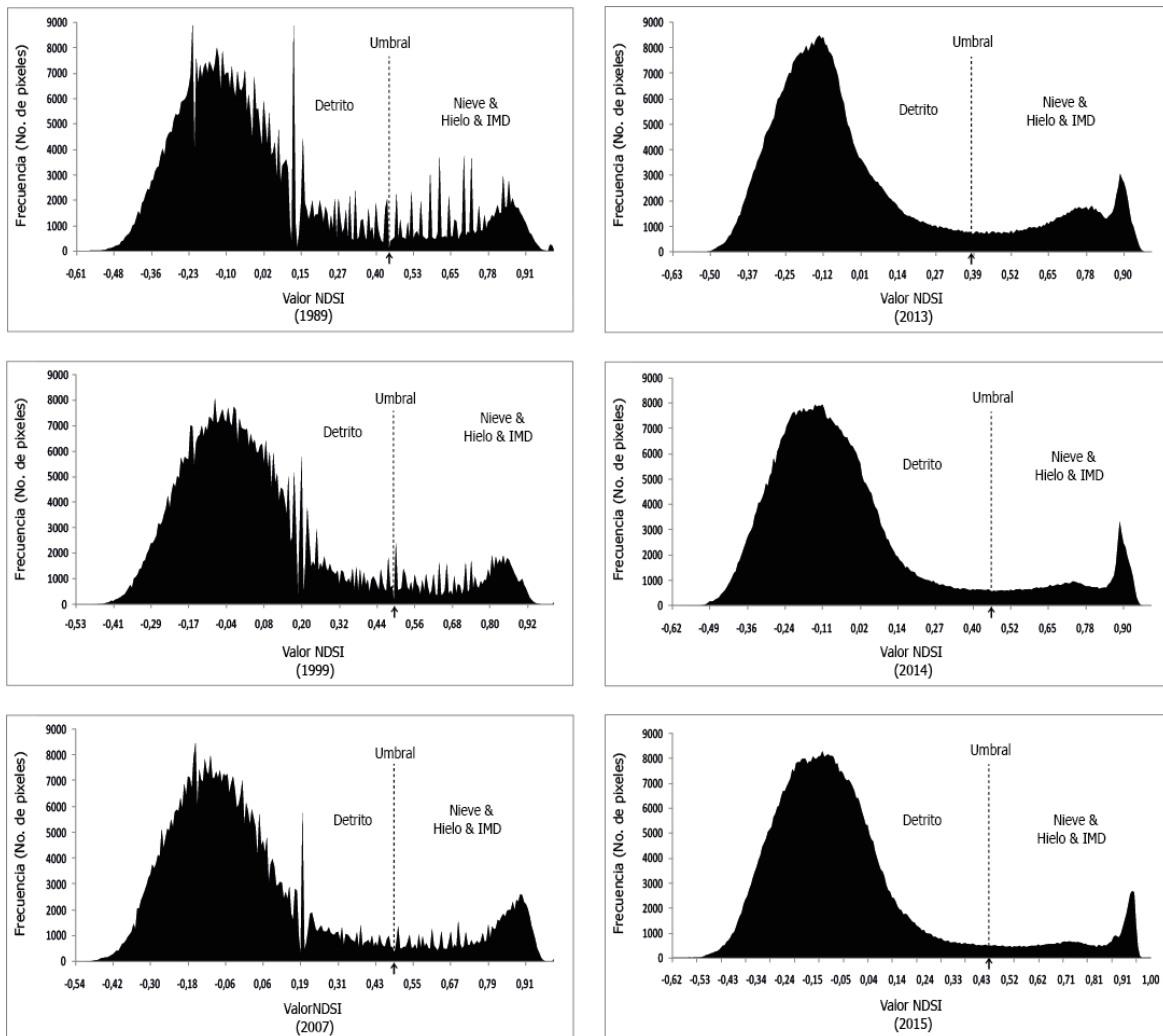 Frecuencia (No. de pixeles)
9000
8000
7000
6000
5000
4000
3000
2000
1000
0
Umbral
Detrito
Nieve &
Hielo & IMD
-0,61 -0,48 -0,36 -0,23 -0,10 0,02 0,15 0,27 0,40 0,53 0,65 0,78 0,91
Valor NDSI
(1989)
Frecuencia (No. de pixeles)
9000
8000
7000
6000
5000
4000
3000
2000
1000
0
Umbral
Detrito
Nieve &
Hielo & IMD
-0,63 -0,50 -0,37 -0,25 -0,12 0,01 0,14 0,27 0,39 0,52 0,65 0,77 0,90
Valor NDSI
(2013)
Frecuencia (No. de pixeles)
9000
8000
7000
6000
5000
4000
3000
2000
1000
0
Umbral
Detrito
Nieve &
Hielo & IMD
-0,53 -0,41 -0,29 -0,16 -0,04 0,08 0,20 0,32 0,44 0,56 0,68 0,80 0,92
Valor NDSI
(1999)
Frecuencia (No. de pixeles)
9000
8000
7000
6000
5000
4000
3000
2000
1000
0
Umbral
Detrito
Nieve &
Hielo & IMD
-0,62 -0,49 -0,36 -0,24 -0,11 0,02 0,14 0,27 0,40 0,52 0,65 0,78 0,90
Valor NDSI
(2014)
Frecuencia (No. de pixeles)
9000
8000
7000
6000
5000
4000
3000
2000
1000
0
Umbral
Detrito
Nieve &
Hielo & IMD
-0,54 -0,42 -0,30 -0,18 -0,06 0,07 0,19 0,31 0,43 0,55 0,67 0,79 0,91
ValorNDSI
(2007)
Frecuencia (No. de pixeles)
9000
8000
7000
6000
5000
4000
3000
2000
1000
0
Umbral
Detrito
Nieve &
Hielo & IMD
-0,62 -0,54 -0,44 -0,34 -0,24 -0,15 -0,05 0,04 0,14 0,24 0,33 0,43 0,52 0,62 0,71 0,81 0,91 1,00
Valor NDSI
(2015)